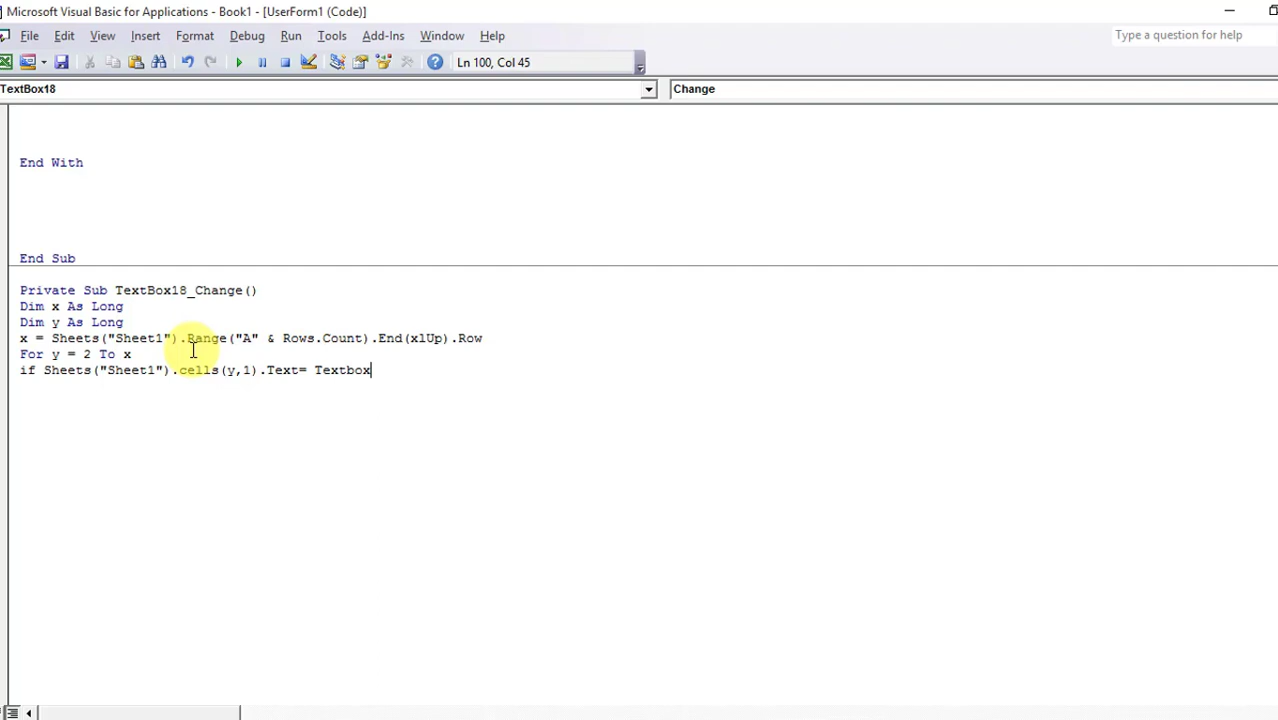 Microsoft Visual Basic for Applications - Book1 - [UserForm1 (Code)]
File Edit View Insert Format Debug Run Tools Add-Ins Window Help
Type a question for help
Ln 100, Col 45
TextBox18
Change
End With
End Sub
Private Sub TextBox18_Change()
Dim x As Long
Dim y As Long
x = Sheets("Sheet1").Range("A" & Rows.Count).End(xlUp).Row
For y = 2 To x
if Sheets("Sheet1").cells(y,1).Text= Textbox